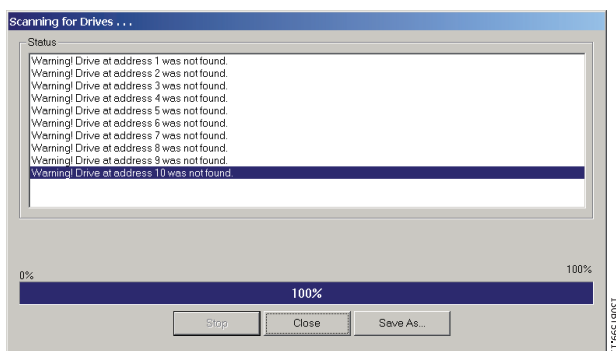 Scanning for Drives . . .
Status
Warning! Drive at address 1 was not found.
Warning! Drive at address 2 was not found.
Warning! Drive at address 3 was not found.
Warning! Drive at address 4 was not found.
Warning! Drive at address 5 was not found.
Warning! Drive at address 6 was not found.
Warning! Drive at address 7 was not found.
Warning! Drive at address 8 was not found.
Warning! Drive at address 9 was not found.
Warning! Drive at address 10 was not found.
0%
100%
100%
Stop
Close
Save As...